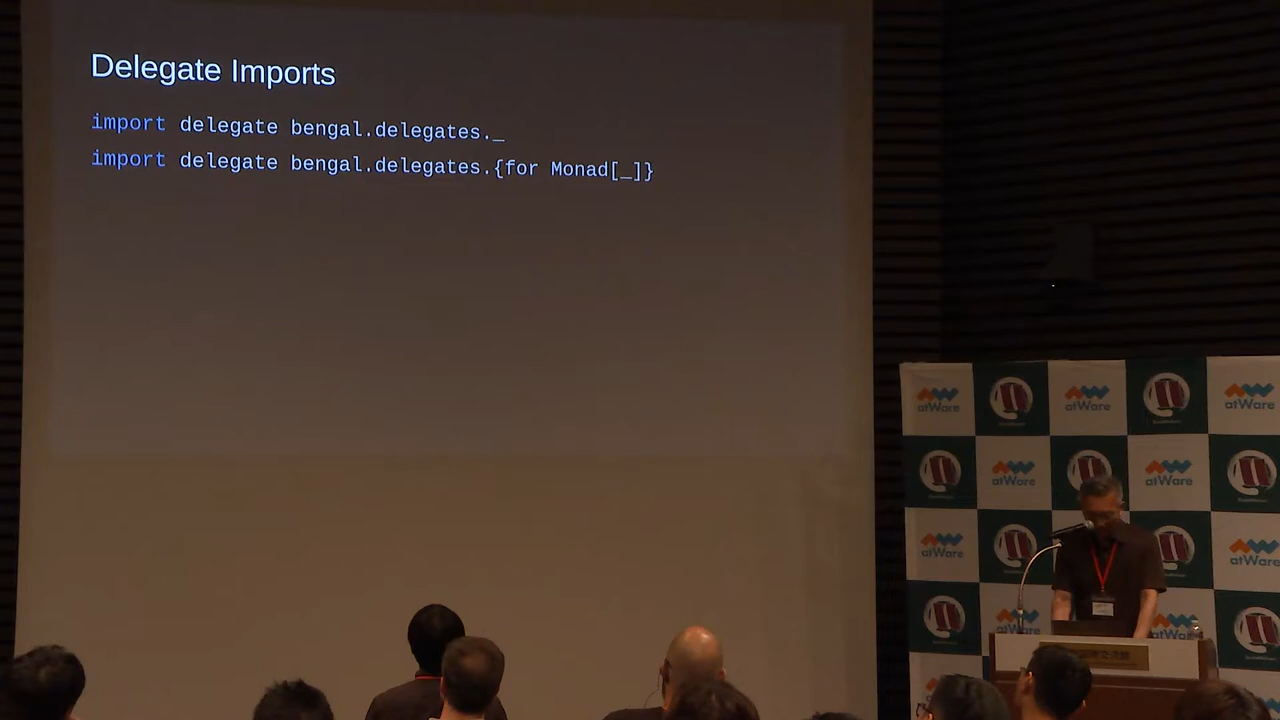 Delegate Imports
import delegate bengal.delegates._
import delegate bengal.delegates.{for Monad[_]}
atWare
atWare
atWare
atWare
atWare
atWare
atWare
atWare
atWare